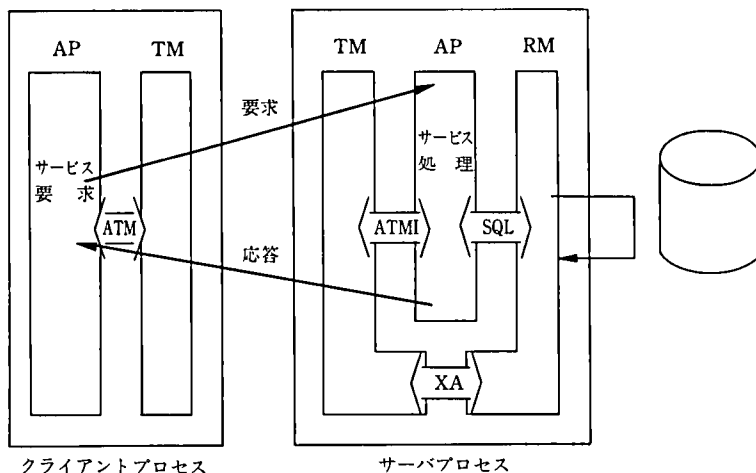 AP
TM
TM
AP
RM
要求
サービス
要 求
サービス
処 理
ATM
ATMI
SQL
応答
XA
クライアントプロセス
サーバプロセス